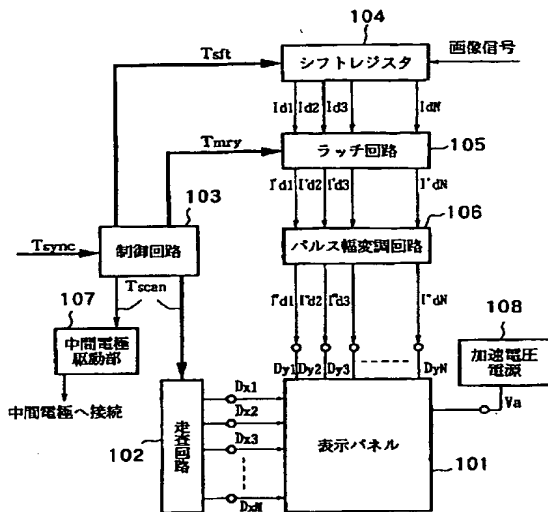 104
Tsft
シフトレジスタ
画像信号
Id1 Id2 Id3 IdN
Tmry
ラッチ回路
105
103
I'd1 I'd2 I'd3 I'dN
106
Tsync
制御回路
パルス幅変調回路
Tscan
107
I"d1 I"d2 I"d3 I"dN
108
中間電極
駆動部
加速電圧
電源
Dy1 Dy2 Dy3 DyN
中間電極へ接続
Dx1
Va
Dx2
走査回路
Dx3
表示パネル
102
101
DxN